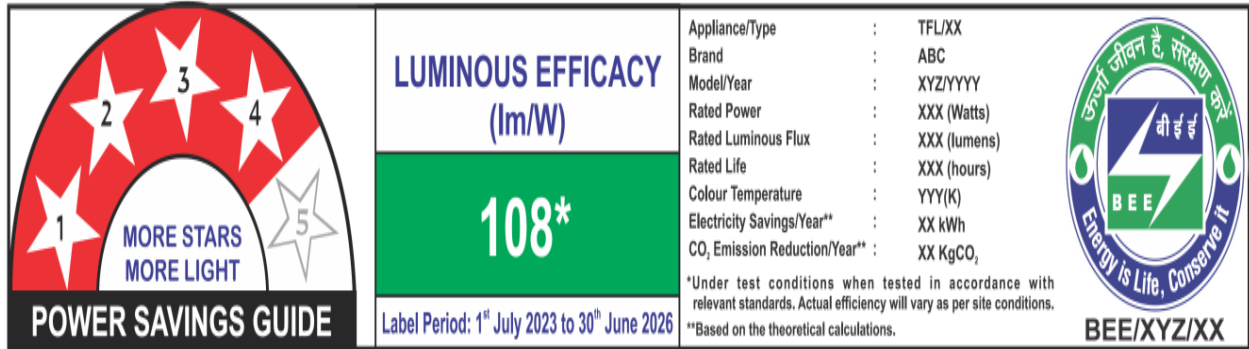 1
2
3
4
5
MORE STARS
MORE LIGHT
POWER SAVINGS GUIDE
LUMINOUS EFFICACY
(lm/W)
108*
Label Period: 1st July 2023 to 30th June 2026
Appliance/Type : TFL/XX
Brand : ABC
Model/Year : XYZ/YYYY
Rated Power : XXX (Watts)
Rated Luminous Flux : XXX (lumens)
Rated Life : XXX (hours)
Colour Temperature : YYY(K)
Electricity Savings/Year** : XX kWh
CO₂ Emission Reduction/Year** : XX KgCO₂
*Under test conditions when tested in accordance with
relevant standards. Actual efficiency will vary as per site conditions.
**Based on the theoretical calculations.
ऊर्जा जीवन है, संरक्षण करें
बी ई ई
BEE
Energy is Life, Conserve it
BEE/XYZ/XX